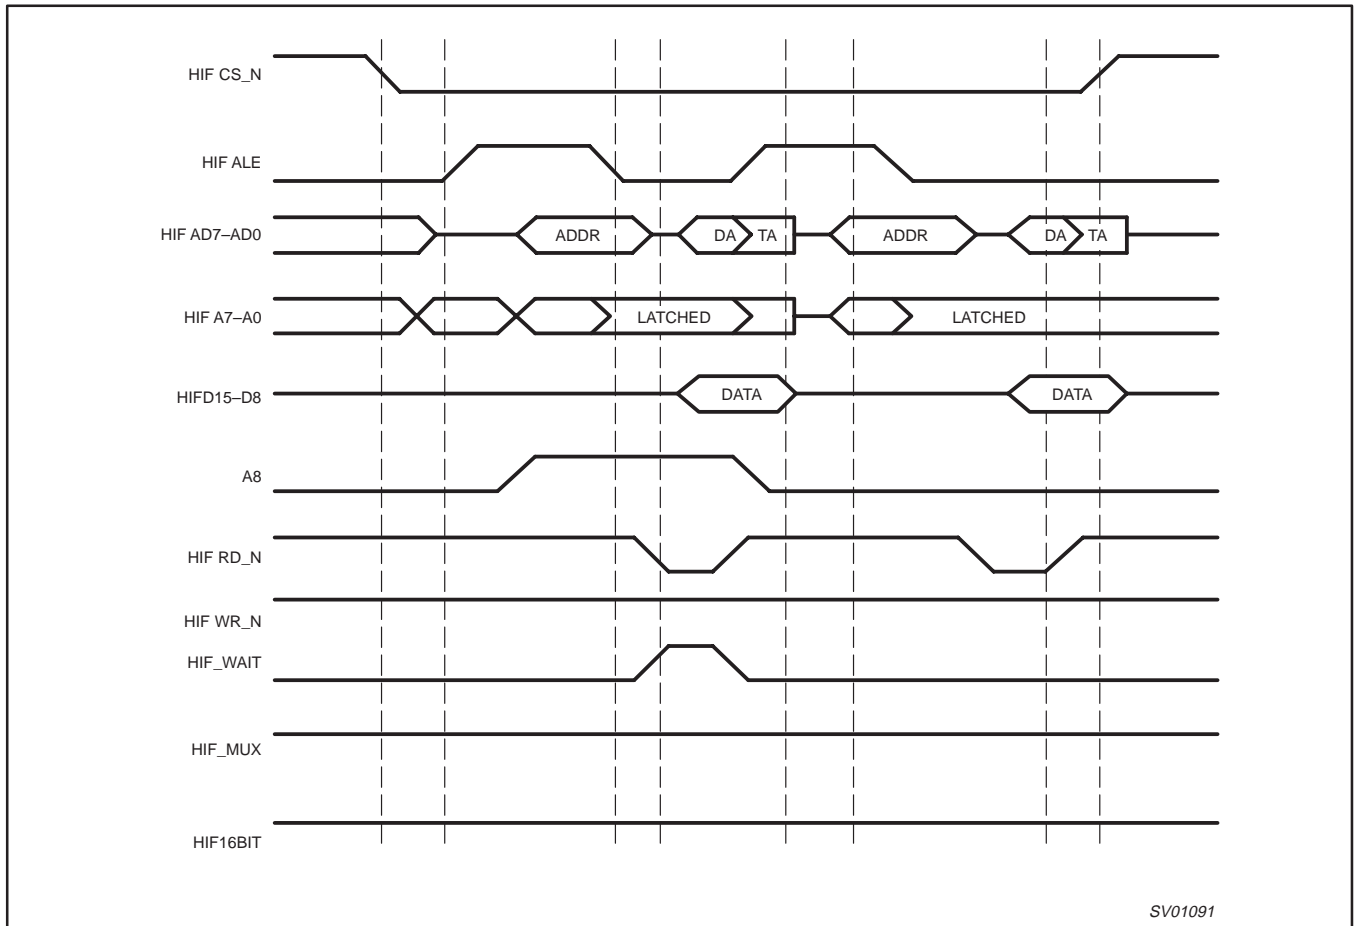 HIF CS_N
HIF ALE
HIF AD7–AD0 ADDR DA TA ADDR DA TA
HIF A7–A0 LATCHED LATCHED
HIFD15–D8 DATA DATA
A8
HIF RD_N
HIF WR_N
HIF_WAIT
HIF_MUX
HIF16BIT
SV01091